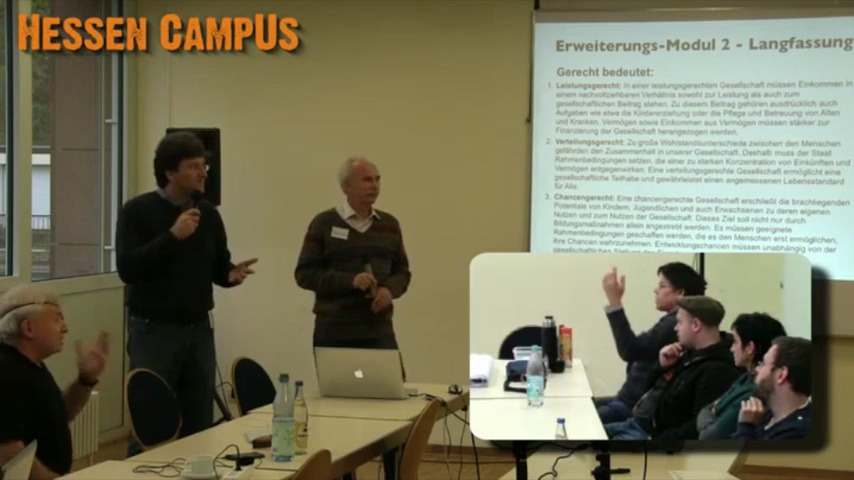 HESSEN CAMPUS
Erweiterungs-Modul 2 - Langfassung
Gerecht bedeutet:
1. Leistungsgerecht: In einer leistungsgerechten Gesellschaft müssen Einkommen in
einem nachvollziehbaren Verhältnis sowohl zur Leistung als auch zum
gesellschaftlichen Beitrag stehen. Zu diesem Beitrag gehören ausdrücklich auch
Aufgaben wie etwa die Kindererziehung oder die Pflege und Betreuung von Alten
und Kranken. Vermögen sowie Einkommen aus Vermögen müssen stärker zur
Finanzierung der Gesellschaft herangezogen werden.
2. Verteilungsgerecht: Zu große Wohlstandsunterschiede zwischen den Menschen
gefährden den Zusammenhalt in unserer Gesellschaft. Deshalb muss der Staat
Rahmenbedingungen setzen, die einer zu starken Konzentration von Einkünften und
Vermögen entgegenwirken. Eine verteilungsgerechte Gesellschaft ermöglicht eine
gesellschaftliche Teilhabe und gewährleistet einen angemessenen Lebensstandard
für Alle.
3. Chancengerecht: Eine chancengerechte Gesellschaft erschließt die brachliegenden
Potentiale von Kindern, Jugendlichen und auch Erwachsenen zu deren eigenen
Nutzen und zum Nutzen der Gesellschaft. Dieses Ziel soll nicht nur durch
Bildungsmaßnahmen allein angestrebt werden. Es müssen geeignete
Rahmenbedingungen geschaffen werden, die es den Menschen erst ermöglichen,
ihre Chancen wahrzunehmen. Entwicklungschancen müssen unabhängig von der